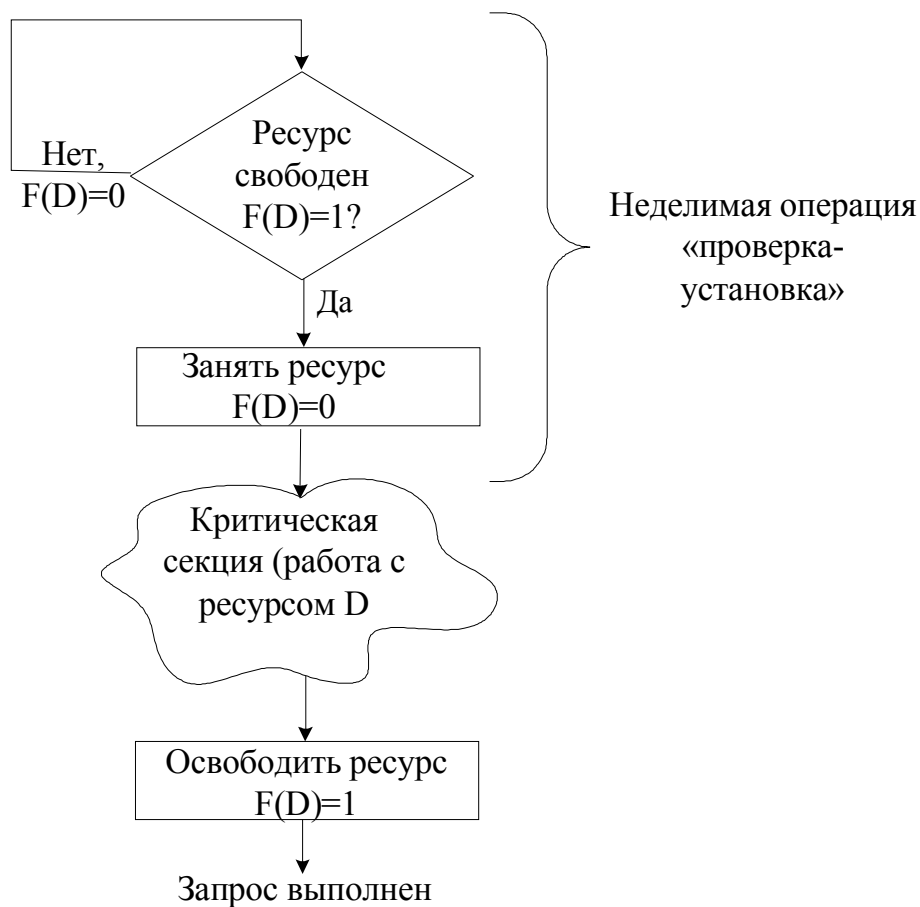 Ресурс
свободен
F(D)=1?
Нет,
F(D)=0
Да
Занять ресурс
F(D)=0
Неделимая операция
«проверка-
установка»
Критическая
секция (работа с
ресурсом D
Освободить ресурс
F(D)=1
Запрос выполнен